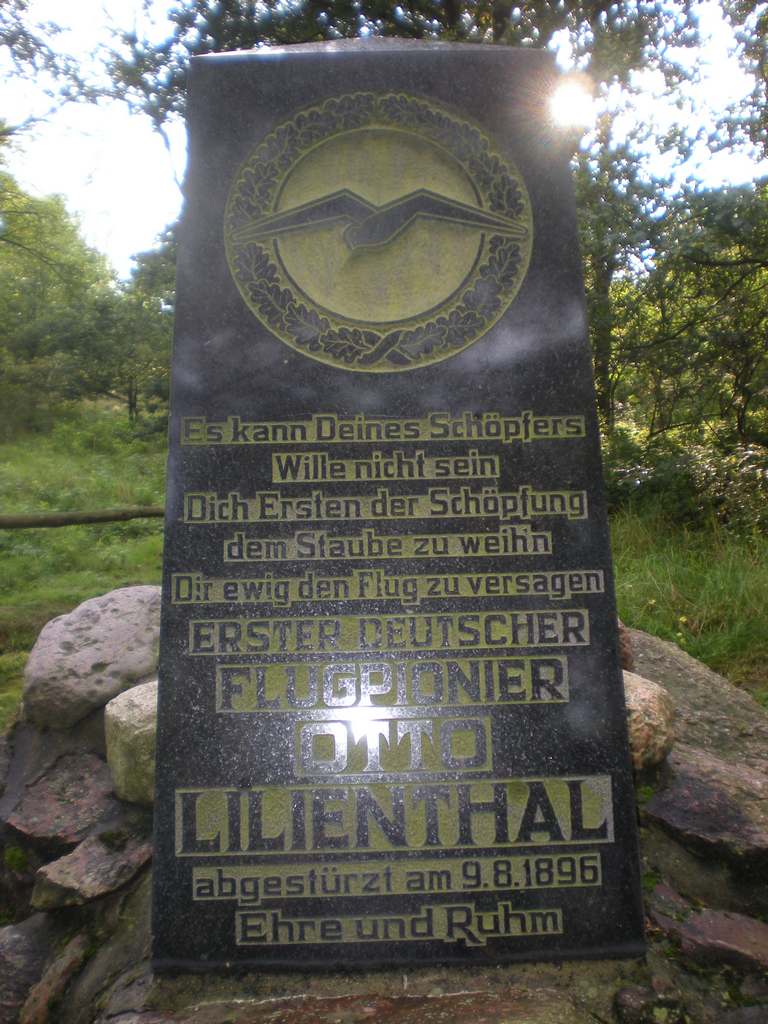 Es kann Deines Schöpfers
Wille nicht sein
Dich Ersten der Schöpfung
dem Staube zu weih'n
Dir ewig den Flug zu versagen
ERSTER DEUTSCHER
FLUGPIONIER
OTTO
LILIENTHAL
abgestürzt am 9.8.1896
Ehre und Ruhm